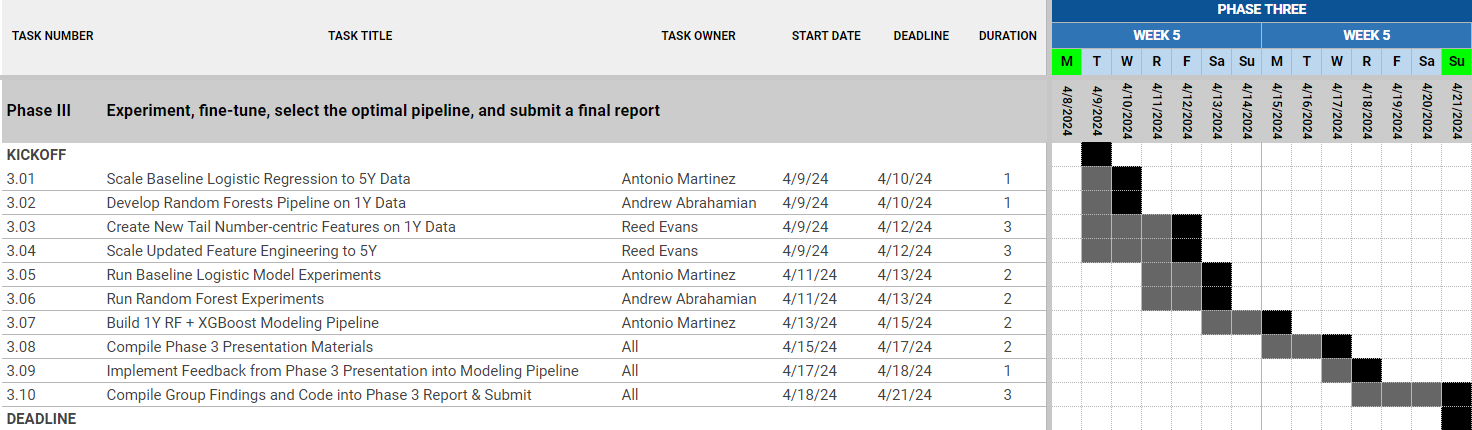 PHASE THREE
TASK NUMBER TASK TITLE TASK OWNER START DATE DEADLINE DURATION WEEK 5 WEEK 5
M T W R F Sa Su M T W R F Sa Su
Phase III Experiment, fine-tune, select the optimal pipeline, and submit a final report 4/8/2024 4/9/2024 4/10/2024 4/11/2024 4/12/2024 4/13/2024 4/14/2024 4/15/2024 4/16/2024 4/17/2024 4/18/2024 4/19/2024 4/20/2024 4/21/2024
KICKOFF
3.01 Scale Baseline Logistic Regression to 5Y Data Antonio Martinez 4/9/24 4/10/24 1
3.02 Develop Random Forests Pipeline on 1Y Data Andrew Abrahamian 4/9/24 4/10/24 1
3.03 Create New Tail Number-centric Features on 1Y Data Reed Evans 4/9/24 4/12/24 3
3.04 Scale Updated Feature Engineering to 5Y Reed Evans 4/9/24 4/12/24 3
3.05 Run Baseline Logistic Model Experiments Antonio Martinez 4/11/24 4/13/24 2
3.06 Run Random Forest Experiments Andrew Abrahamian 4/11/24 4/13/24 2
3.07 Build 1Y RF + XGBoost Modeling Pipeline Antonio Martinez 4/13/24 4/15/24 2
3.08 Compile Phase 3 Presentation Materials All 4/15/24 4/17/24 2
3.09 Implement Feedback from Phase 3 Presentation into Modeling Pipeline All 4/17/24 4/18/24 1
3.10 Compile Group Findings and Code into Phase 3 Report & Submit All 4/18/24 4/21/24 3
DEADLINE